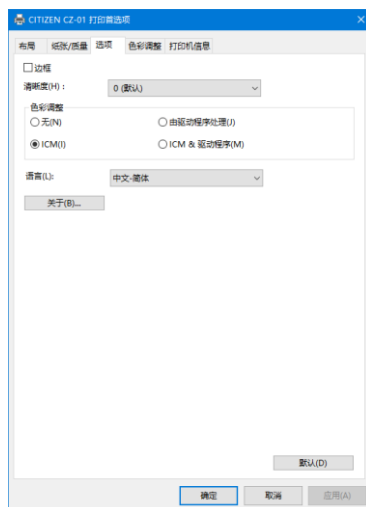 CITIZEN CZ-01 打印首选项
布局 纸张/质量 选项 色彩调整 打印机信息
边框
清晰度(H)： 0 (默认)
色彩调整
无(N) 由驱动程序处理(J)
ICM(I) ICM & 驱动程序(M)
语言(L): 中文-简体
关于(B)...
默认(D)
确定 取消 应用(A)